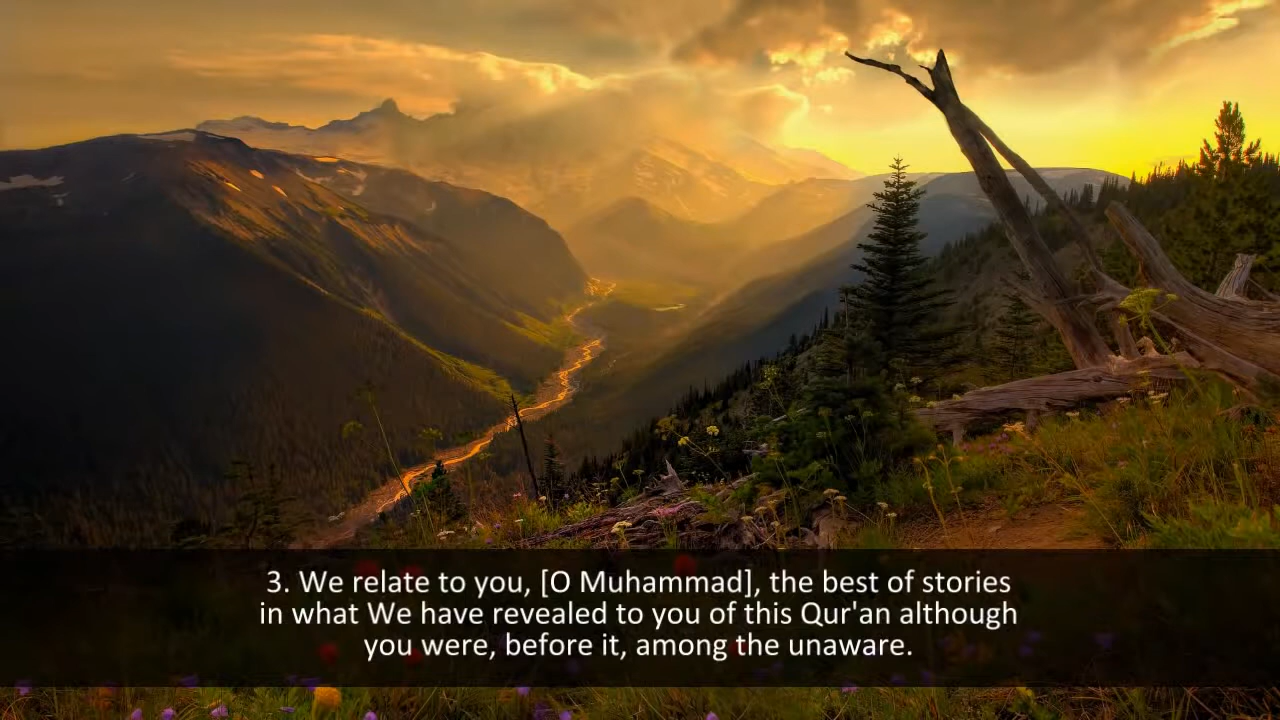 3. We relate to you, [O Muhammad], the best of stories
in what We have revealed to you of this Qur'an although
you were, before it, among the unaware.